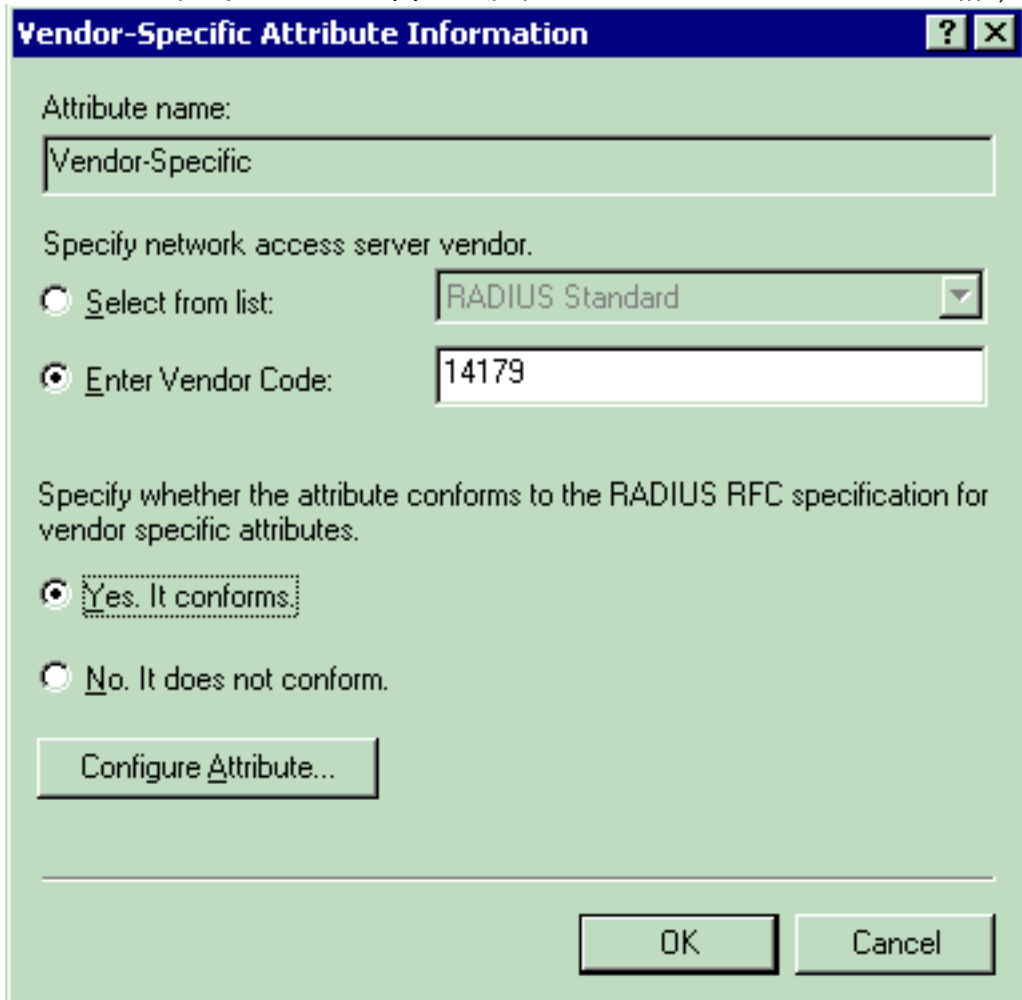 Vendor-Specific Attribute Information
Attribute name:
Vendor-Specific
Specify network access server vendor.
Select from list: RADIUS Standard
Enter Vendor Code: 14179
Specify whether the attribute conforms to the RADIUS RFC specification for
vendor specific attributes.
Yes. It conforms.
No. It does not conform.
Configure Attribute...
OK Cancel